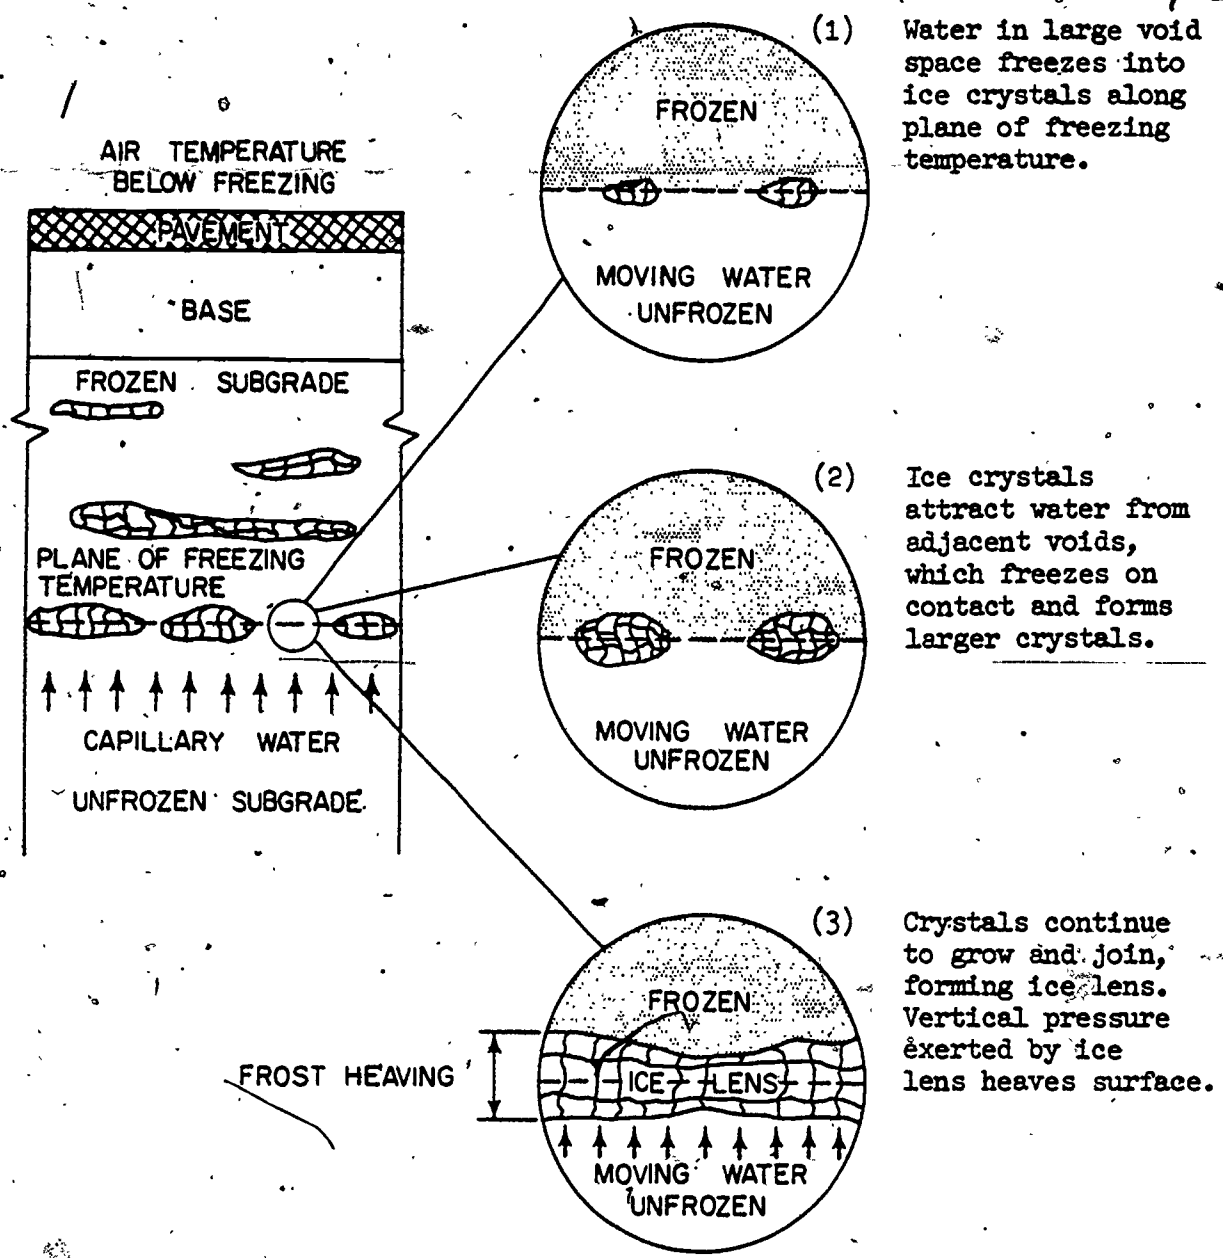 AIR TEMPERATURE
BELOW FREEZING
PAVEMENT
BASE
FROZEN SUBGRADE
PLANE OF FREEZING
TEMPERATURE
CAPILLARY WATER
UNFROZEN SUBGRADE
(1)
Water in large void
space freezes into
ice crystals along
plane of freezing
temperature.
FROZEN
MOVING WATER
UNFROZEN
(2)
Ice crystals
attract water from
adjacent voids,
which freezes on
contact and forms
larger crystals.
FROZEN
MOVING WATER
UNFROZEN
(3)
Crystals continue
to grow and join,
forming ice lens.
Vertical pressure
exerted by ice
lens heaves surface.
FROZEN
FROST HEAVING
ICE LENS
MOVING WATER
UNFROZEN